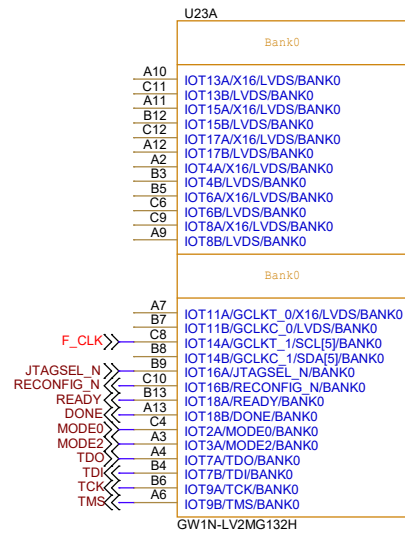 U23A
Bank0
A10 IOT13A/X16/LVDS/BANK0
C11 IOT13B/LVDS/BANK0
A11 IOT15A/X16/LVDS/BANK0
B12 IOT15B/LVDS/BANK0
C12 IOT17A/X16/LVDS/BANK0
A12 IOT17B/LVDS/BANK0
A2 IOT4A/X16/LVDS/BANK0
B3 IOT4B/LVDS/BANK0
B5 IOT6A/X16/LVDS/BANK0
C6 IOT6B/LVDS/BANK0
C9 IOT8A/X16/LVDS/BANK0
A9 IOT8B/LVDS/BANK0
Bank0
A7 IOT11A/GCLKT_0/X16/LVDS/BANK0
B7 IOT11B/GCLKC_0/LVDS/BANK0
F_CLK C8 IOT14A/GCLKT_1/SCL[5]/BANK0
B8 IOT14B/GCLKC_1/SDA[5]/BANK0
JTAGSEL_N B9 IOT16A/JTAGSEL_N/BANK0
RECONFIG_N C10 IOT16B/RECONFIG_N/BANK0
READY B13 IOT18A/READY/BANK0
DONE A13 IOT18B/DONE/BANK0
MODE0 C4 IOT2A/MODE0/BANK0
MODE2 A3 IOT3A/MODE2/BANK0
TDO A4 IOT7A/TDO/BANK0
TDI B4 IOT7B/TDI/BANK0
TCK B6 IOT9A/TCK/BANK0
TMS A6 IOT9B/TMS/BANK0
GW1N-LV2MG132H